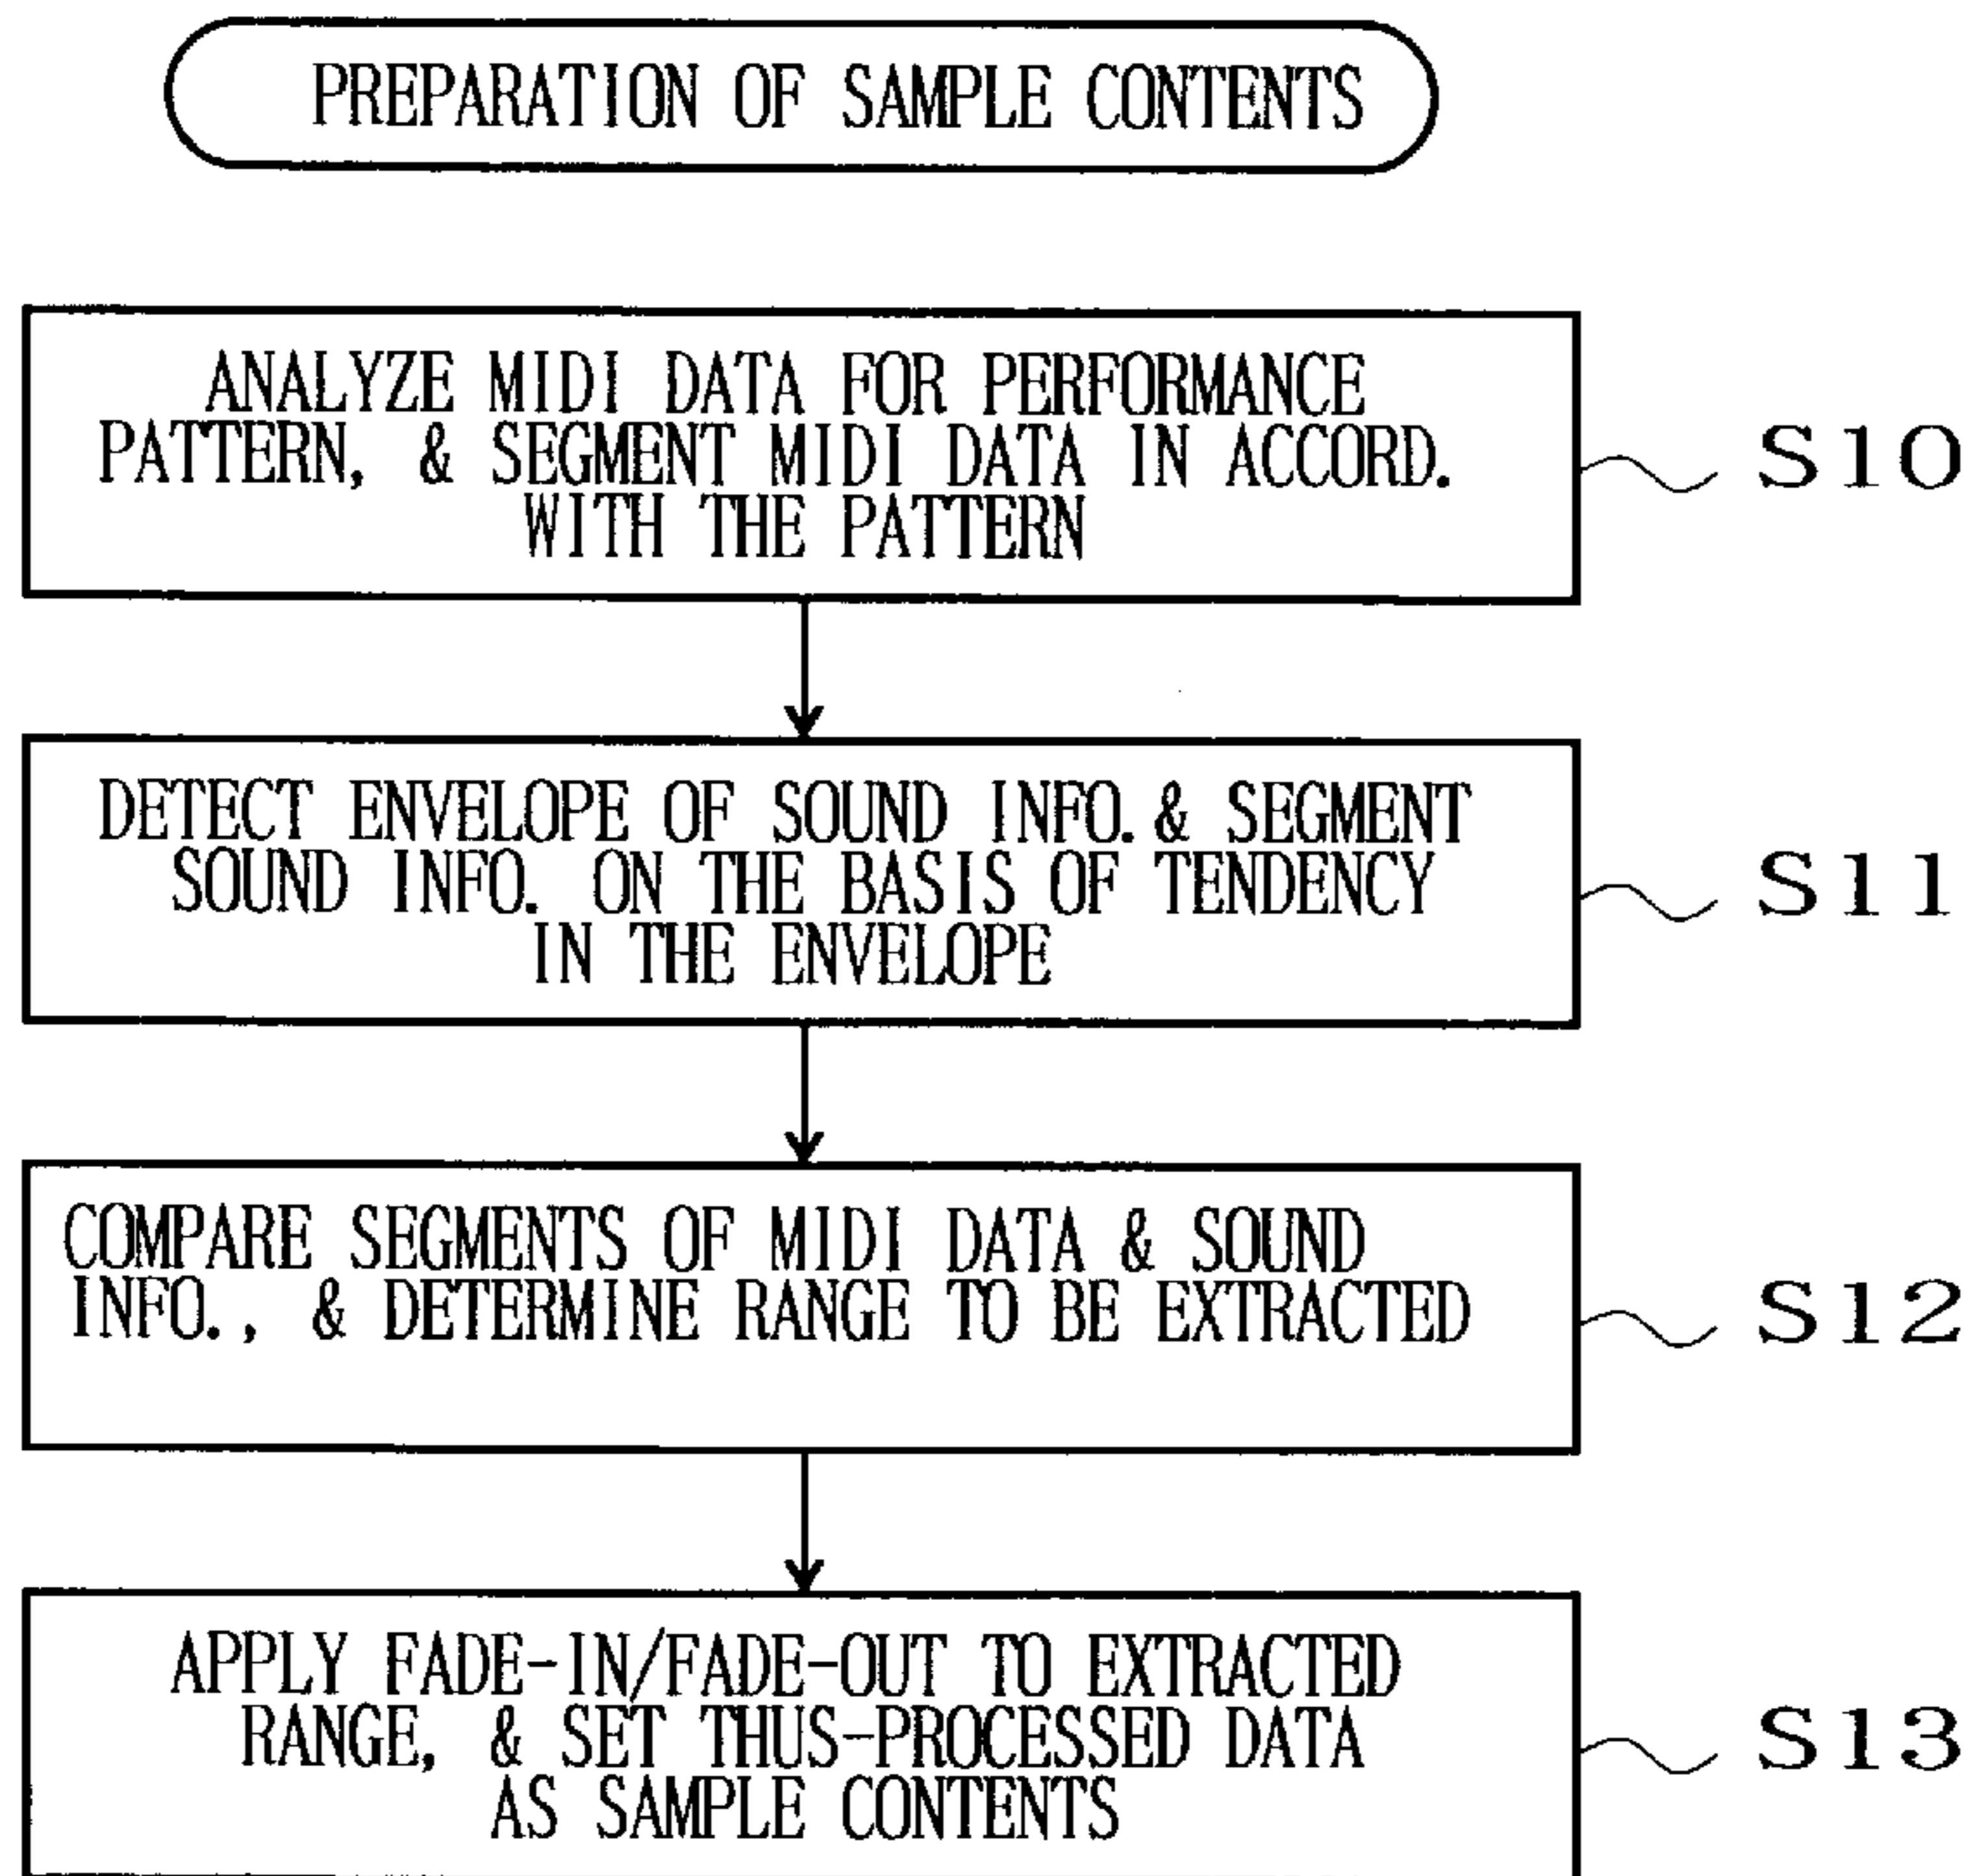 PREPARATION OF SAMPLE CONTENTS
ANALYZE MIDI DATA FOR PERFORMANCE
PATTERN, & SEGMENT MIDI DATA IN ACCORD.
WITH THE PATTERN
S10
DETECT ENVELOPE OF SOUND INFO. & SEGMENT
SOUND INFO. ON THE BASIS OF TENDENCY
IN THE ENVELOPE
S11
COMPARE SEGMENTS OF MIDI DATA & SOUND
INFO., & DETERMINE RANGE TO BE EXTRACTED
S12
APPLY FADE-IN/FADE-OUT TO EXTRACTED
RANGE, & SET THUS-PROCESSED DATA
AS SAMPLE CONTENTS
S13